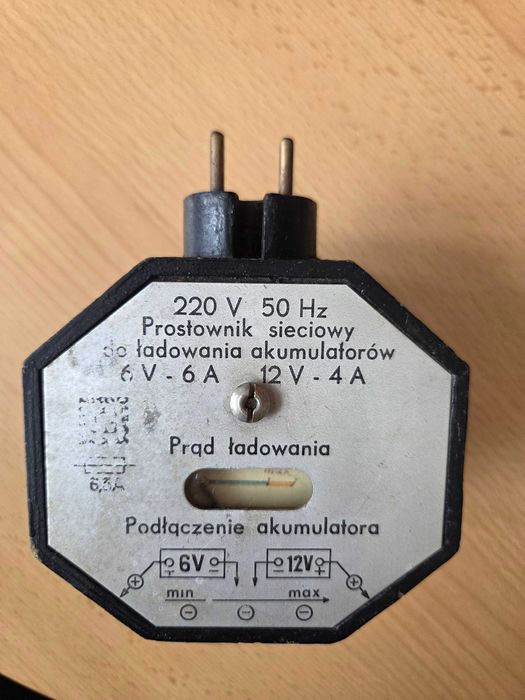 220 V 50 Hz
Prostownik sieciowy
do ładowania akumulatorów
6 V - 6 A 12 V - 4 A
Prąd ładowania
6,3A
Podłączenie akumulatora
6V 12V
min max